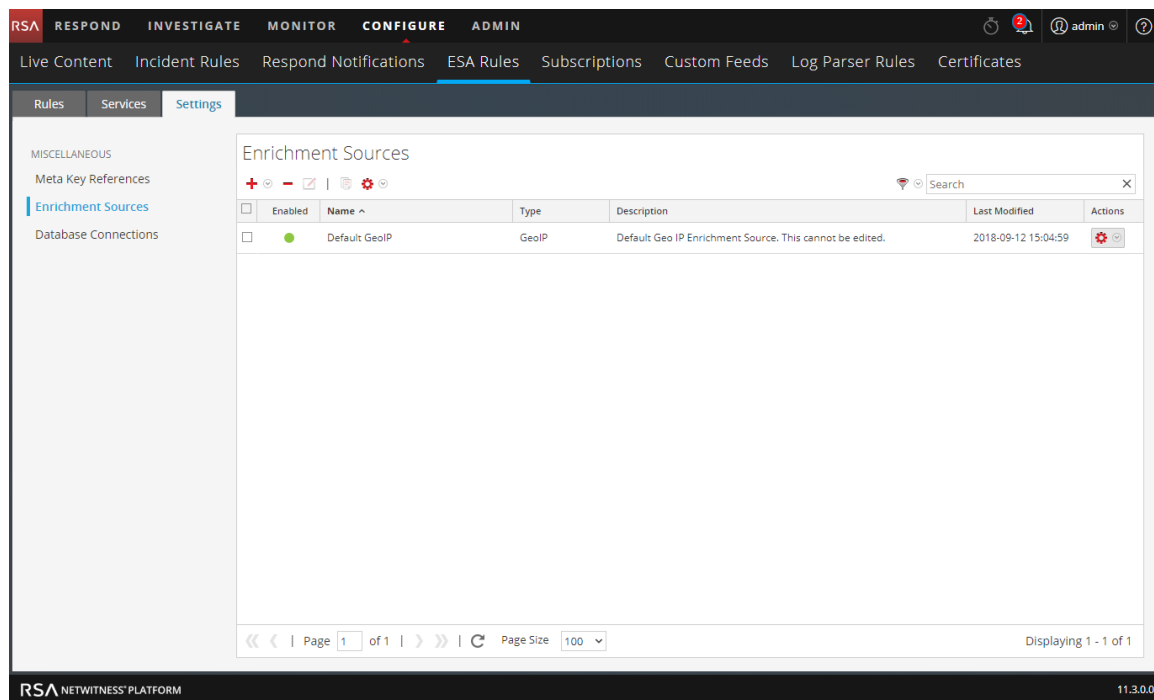 RSA RESPOND INVESTIGATE MONITOR CONFIGURE ADMIN 2 admin ?
Live Content Incident Rules Respond Notifications ESA Rules Subscriptions Custom Feeds Log Parser Rules Certificates
Rules Services Settings
MISCELLANEOUS
Meta Key References
Enrichment Sources
Database Connections
Enrichment Sources
Search
Enabled Name Type Description Last Modified Actions
Default GeoIP GeoIP Default Geo IP Enrichment Source. This cannot be edited. 2018-09-12 15:04:59
Page 1 of 1 Page Size 100 Displaying 1 - 1 of 1
RSA NETWITNESS® PLATFORM 11.3.0.0